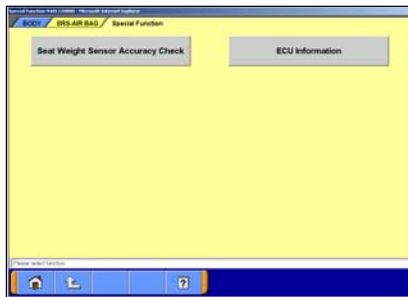 BODY / SRS-AIR BAG / Special Function
Seat Weight Sensor Accuracy Check
ECU Information
Please select function
?